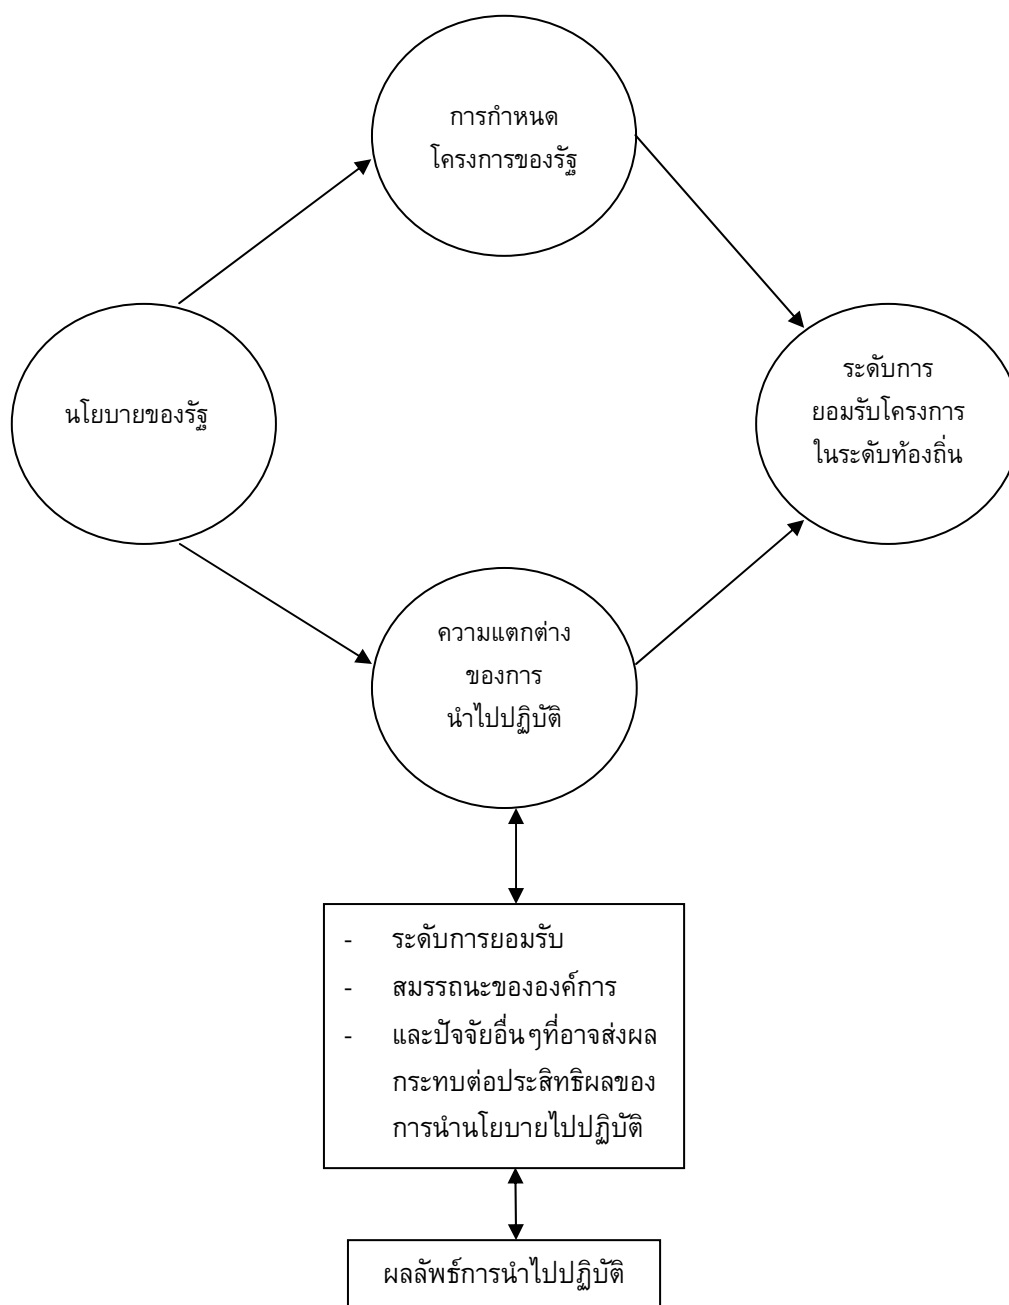 การกำหนด
โครงการของรัฐ
นโยบายของรัฐ
ระดับการ
ยอมรับโครงการ
ในระดับท้องถิ่น
ความแตกต่าง
ของการ
นำไปปฏิบัติ
- ระดับการยอมรับ
- สมรรถนะขององค์การ
- และปัจจัยอื่นๆที่อาจส่งผล
กระทบต่อประสิทธิผลของ
การนำนโยบายไปปฏิบัติ
ผลลัพธ์การนำไปปฏิบัติ